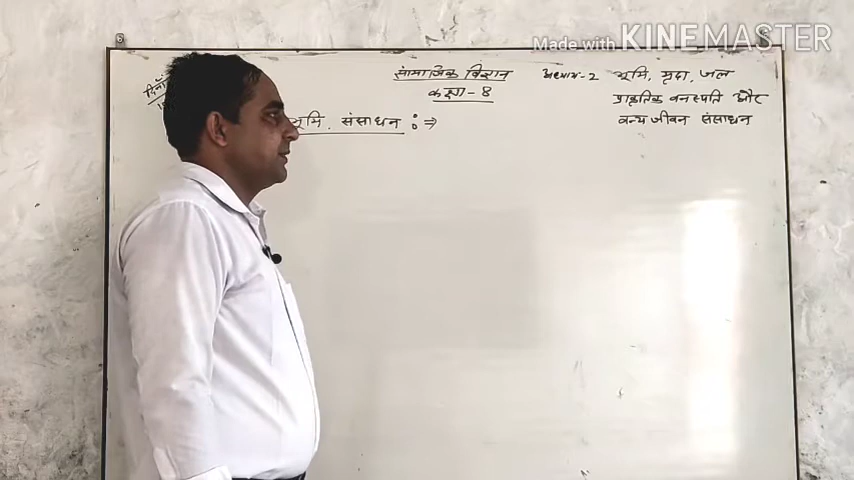 Made with KINEMASTER
सामाजिक विज्ञान
कक्षा - 8
अध्याय-2 भूमि, मृदा, जल
प्राकृतिक वनस्पति और
वन्य जीवन संसाधन
भूमि संसाधन :⇒